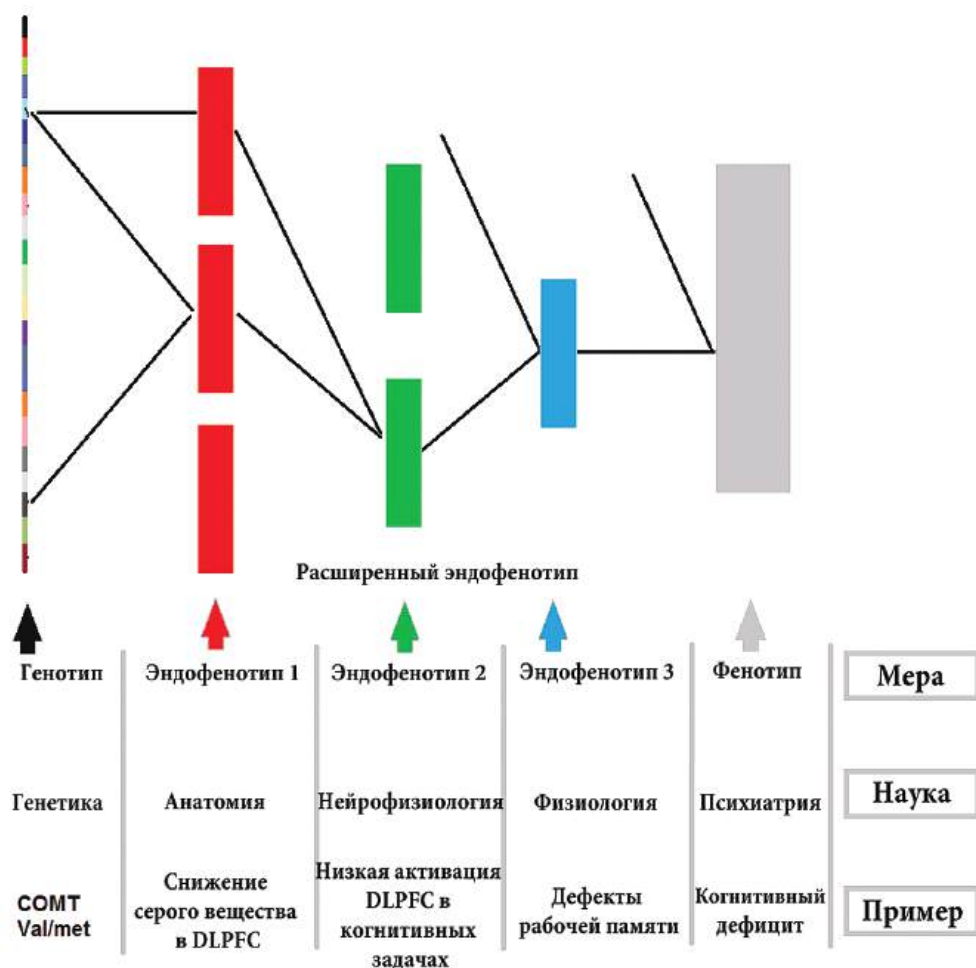 Расширенный эндофенотип
Генотип
Эндофенотип 1
Эндофенотип 2
Эндофенотип 3
Фенотип
Мера
Генетика
Анатомия
Нейрофизиология
Физиология
Психиатрия
Наука
COMT
Val/met
Снижение
серого вещества
в DLPFC
Низкая активация
DLPFC в
когнитивных
задачах
Дефекты
рабочей памяти
Когнитивный
дефицит
Пример